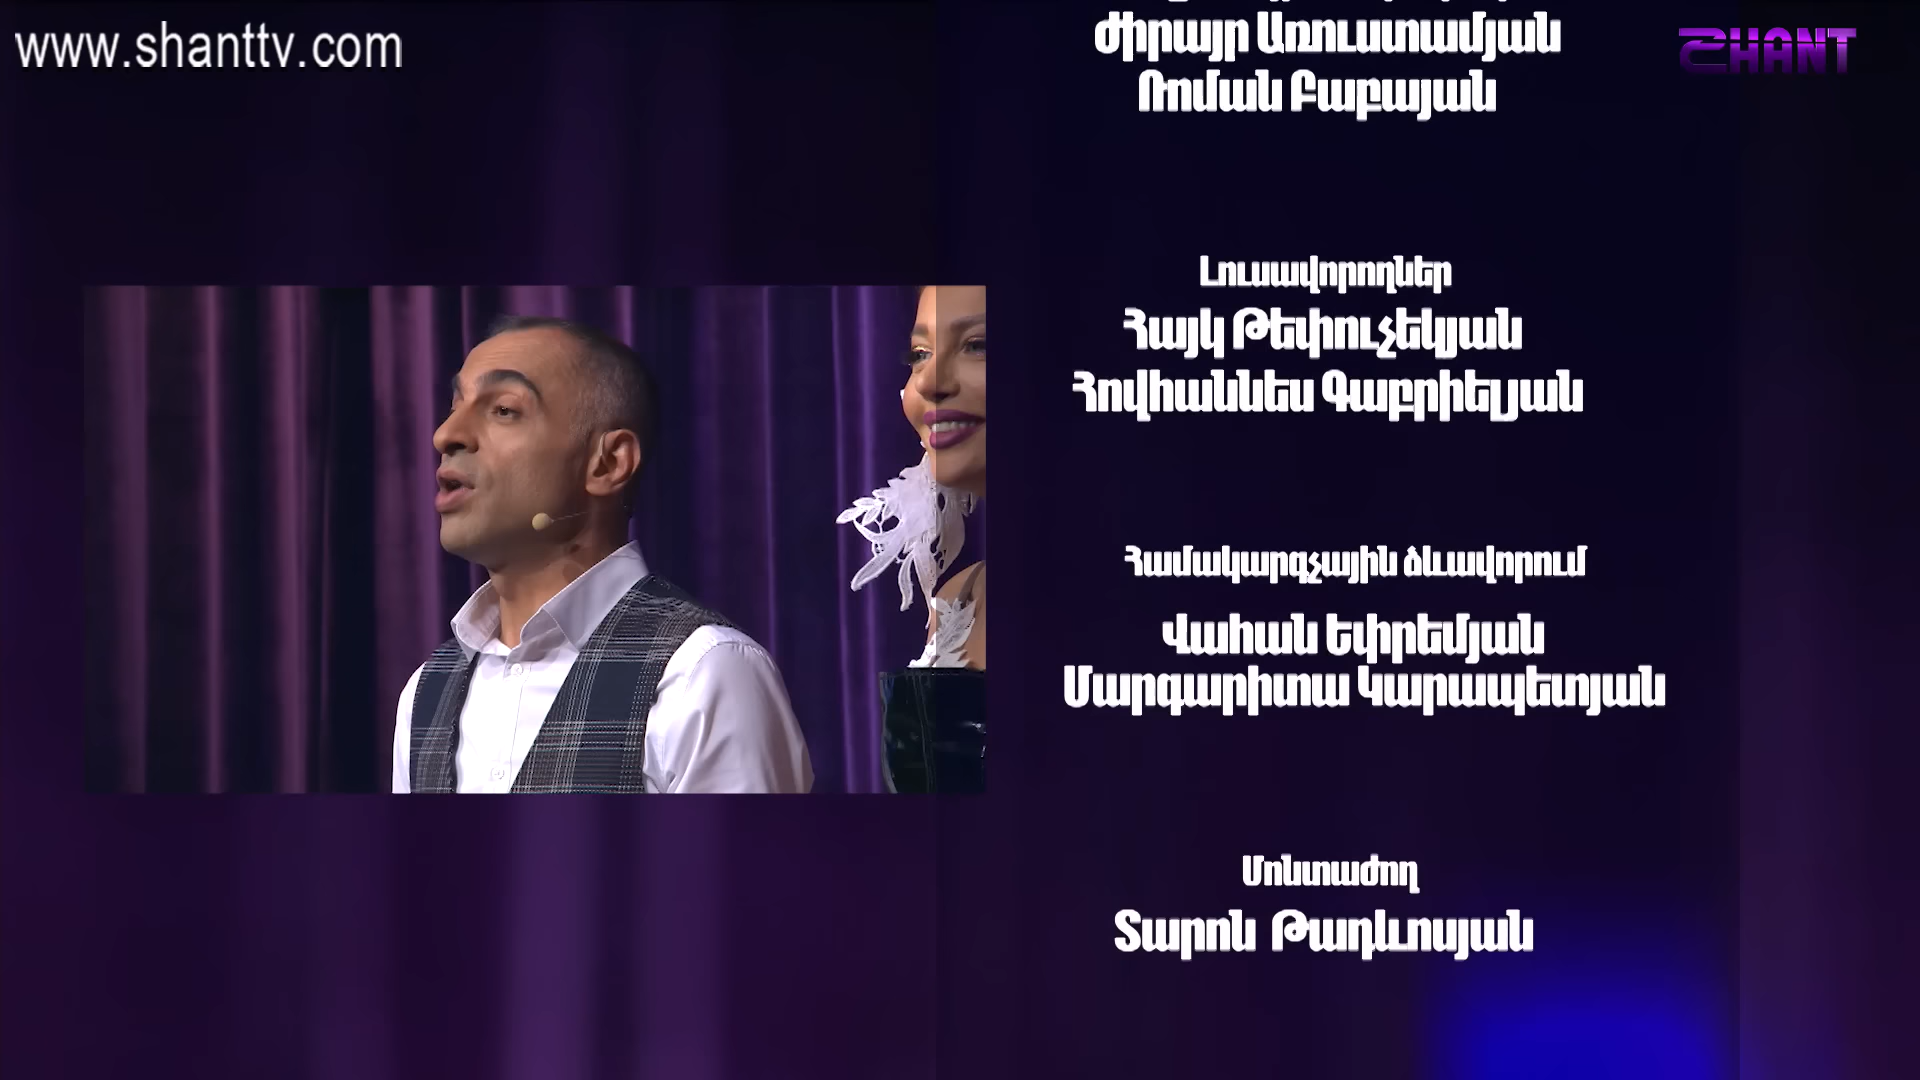 www.shanttv.com
SHANT
Ժիրայր Առուստամյան
Ռոման Բաբայան
Լուսավորողներ
Հայկ Թեփուչեկյան
Հովհաննես Գաբրիելյան
Համակարգչային ձևավորում
Վահան Եփրեմյան
Մարգարիտա Կարապետյան
Մոնտաժող
Տարոն Թադևոսյան